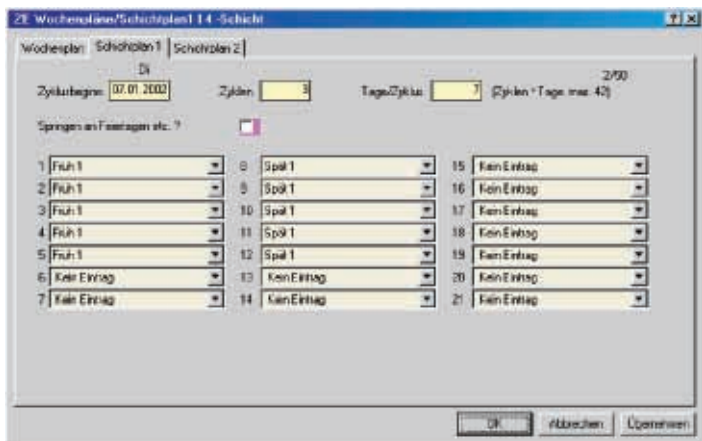 ZE Wochenpläne/Schichtplan1 I 4 -Schicht
Wochenplan Schichtplan 1 Schichtplan 2
Di 2/50
Zyklusbeginn 07.01.2002 Zyklen 3 Tage/Zyklus 7 (Zyklen * Tage max. 42)
Springen an Feiertagen etc. ?
1 Früh 1 8 Spät 1 15 Kein Eintrag
2 Früh 1 9 Spät 1 16 Kein Eintrag
3 Früh 1 10 Spät 1 17 Kein Eintrag
4 Früh 1 11 Spät 1 18 Kein Eintrag
5 Früh 1 12 Spät 1 19 Kein Eintrag
6 Kein Eintrag 13 Kein Eintrag 20 Kein Eintrag
7 Kein Eintrag 14 Kein Eintrag 21 Kein Eintrag
OK Abbrechen Übernehmen